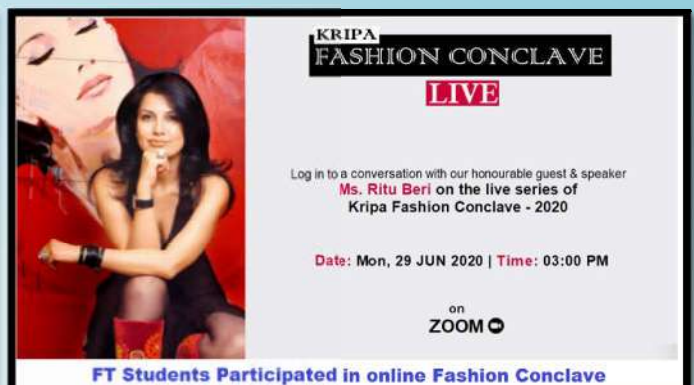 KRIPA
FASHION CONCLAVE
LIVE
Log in to a conversation with our honourable guest & speaker
Ms. Ritu Beri on the live series of
Kripa Fashion Conclave - 2020
Date: Mon, 29 JUN 2020 | Time: 03:00 PM
on
ZOOM
FT Students Participated in online Fashion Conclave